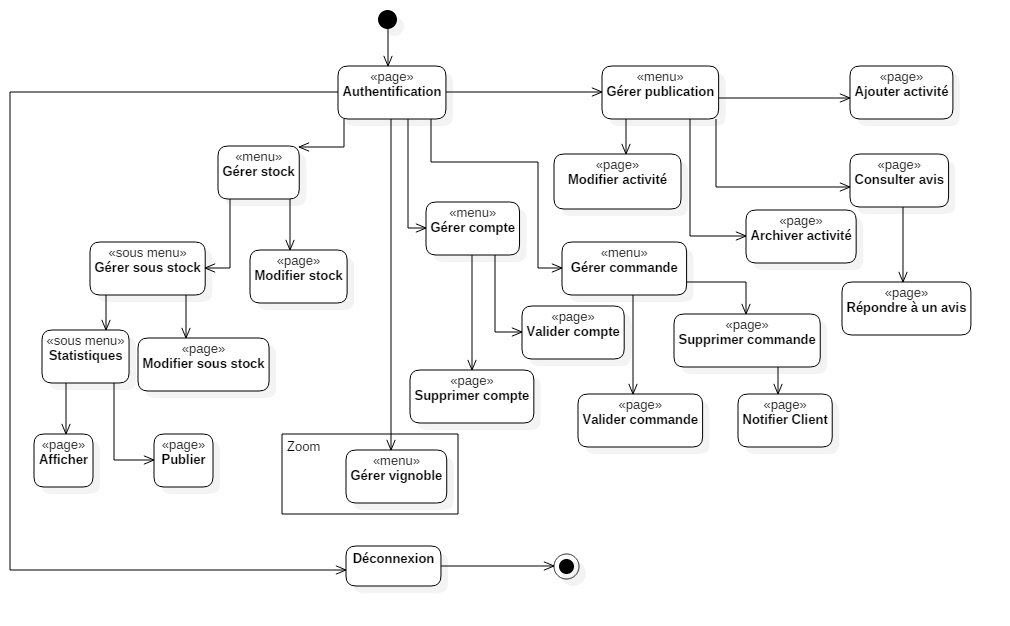 «page»
Authentification
«menu»
Gérer publication
«page»
Ajouter activité
«menu»
Gérer stock
«page»
Modifier activité
«page»
Consulter avis
«menu»
Gérer compte
«page»
Archiver activité
«sous menu»
Gérer sous stock
«page»
Modifier stock
«menu»
Gérer commande
«page»
Répondre à un avis
«page»
Valider compte
«page»
Supprimer commande
«sous menu»
Statistiques
«page»
Modifier sous stock
«page»
Supprimer compte
«page»
Valider commande
«page»
Notifier Client
«page»
Afficher
«page»
Publier
Zoom
«menu»
Gérer vignoble
Déconnexion